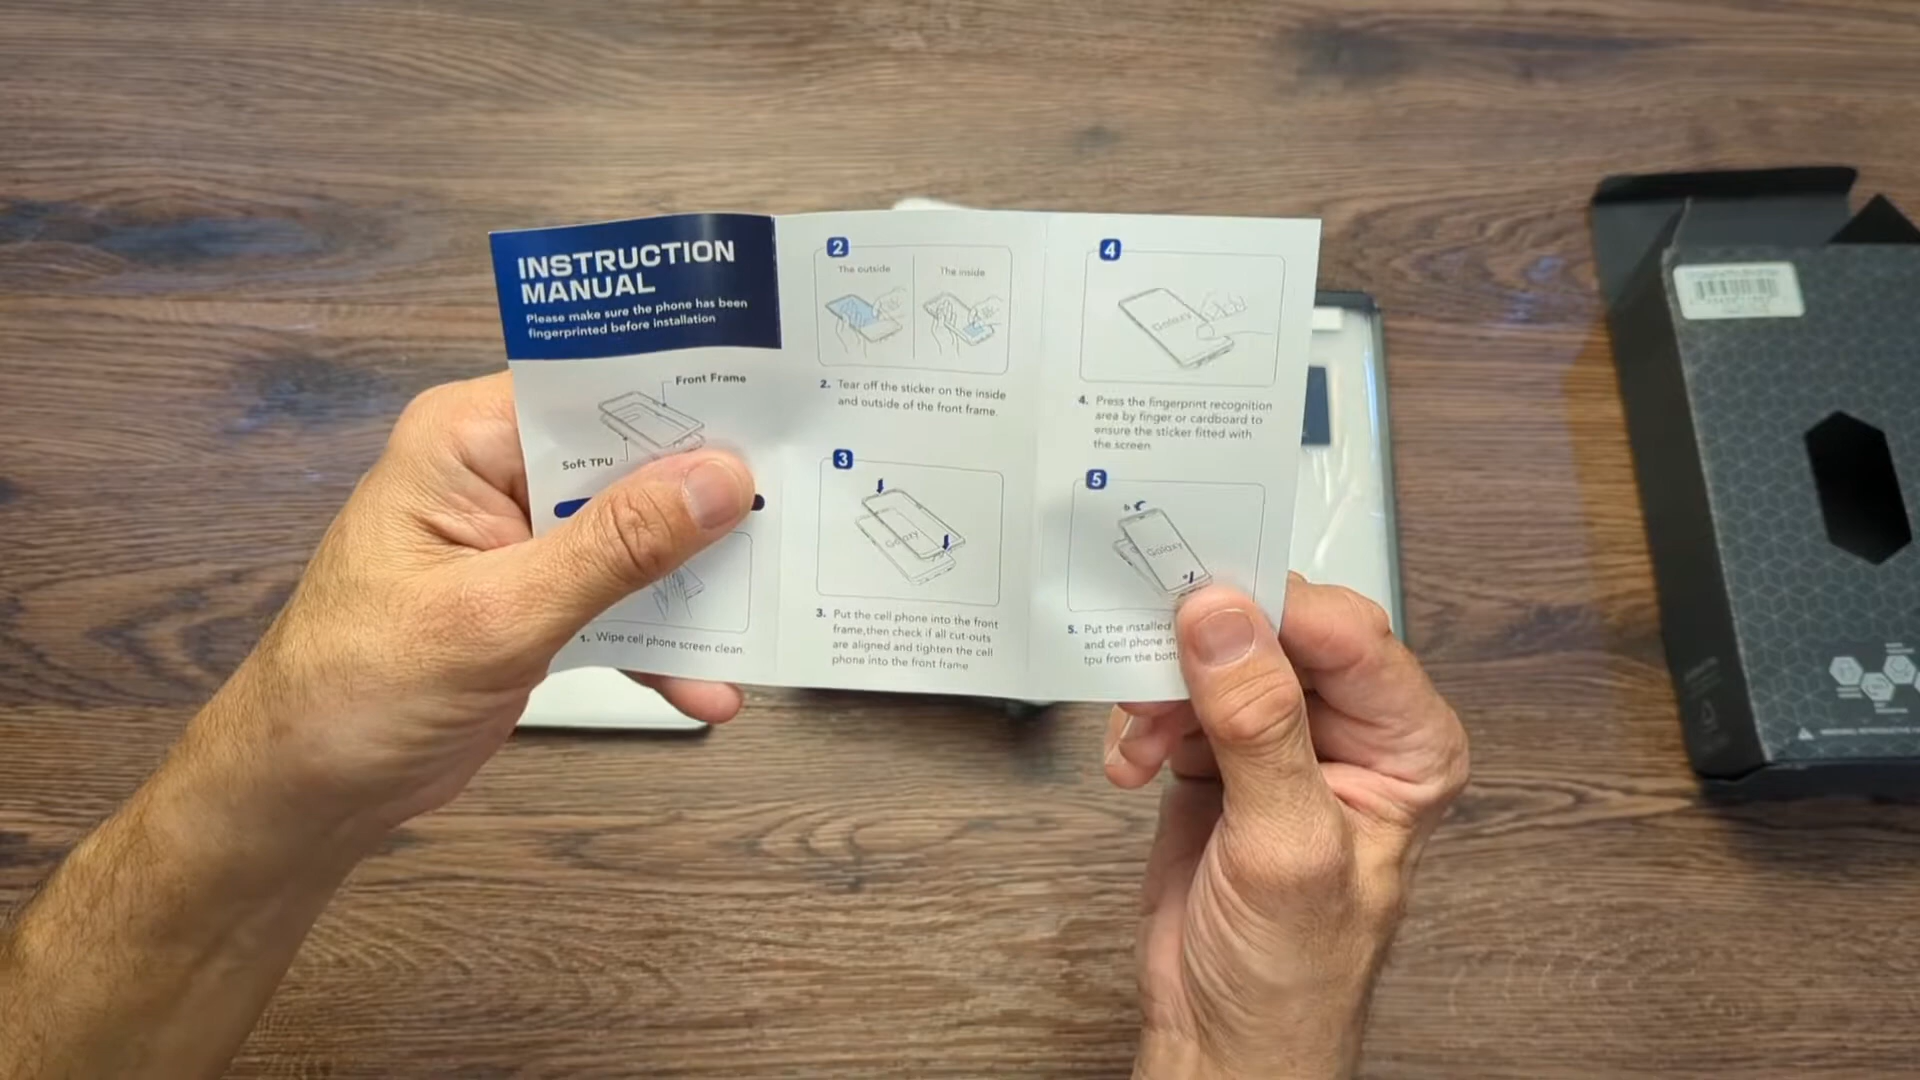 INSTRUCTION
MANUAL
Please make sure the phone has been
fingerprinted before installation
Front Frame
Soft TPU
1. Wipe cell phone screen clean.
2
The outside
The inside
2. Tear off the sticker on the inside
and outside of the front frame.
3
Galaxy
3. Put the cell phone into the front
frame,then check if all cut-outs
are aligned and tighten the cell
phone into the front frame
4
Galaxy
4. Press the fingerprint recognition
area by finger or cardboard to
ensure the sticker fitted with
the screen
5
b
Galaxy
a
5. Put the installed
and cell phone in
tpu from the